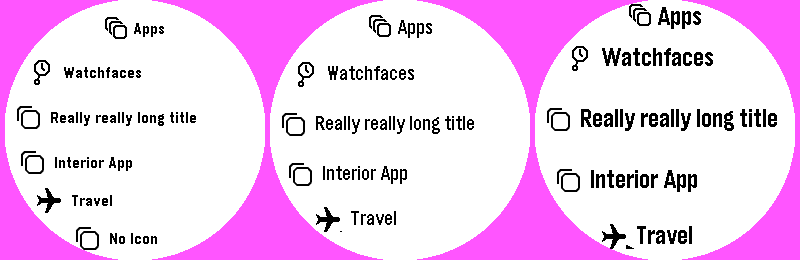 Apps
Watchfaces
Really really long title
Interior App
Travel
No Icon
Apps
Watchfaces
Really really long title
Interior App
Travel
Apps
Watchfaces
Really really long title
Interior App
Travel